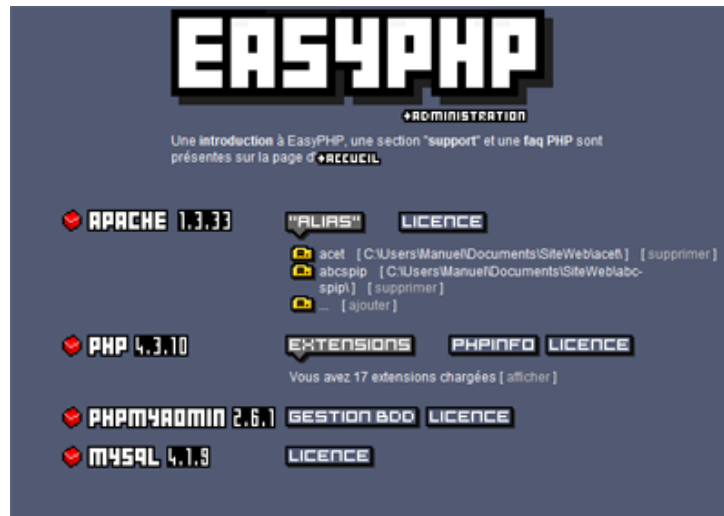 EASYPHP
+ADMINISTRATION
Une introduction à EasyPHP, une section "support" et une faq PHP sont
présentes sur la page d'+ACCUEIL
APACHE 1.3.33 "ALIAS" LICENCE
acet [ C:\Users\Manuel\Documents\SiteWeb\acet\ ] [ supprimer ]
abcspip [ C:\Users\Manuel\Documents\SiteWeb\abc-
spip\ ] [ supprimer ]
... [ ajouter ]
PHP 4.3.10 EXTENSIONS PHPINFO LICENCE
Vous avez 17 extensions chargées [ afficher ]
PHPMYADMIN 2.6.1 GESTION BDD LICENCE
MYSQL 4.1.9 LICENCE